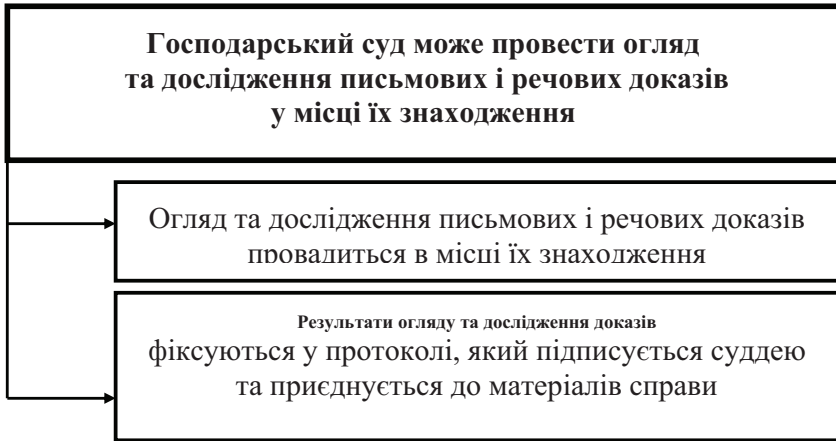 Господарський суд може провести огляд
та дослідження письмових і речових доказів
у місці їх знаходження
Огляд та дослідження письмових і речових доказів
провадиться в місці їх знаходження
Результати огляду та дослідження доказів
фіксуються у протоколі, який підписується суддею
та приєднується до матеріалів справи